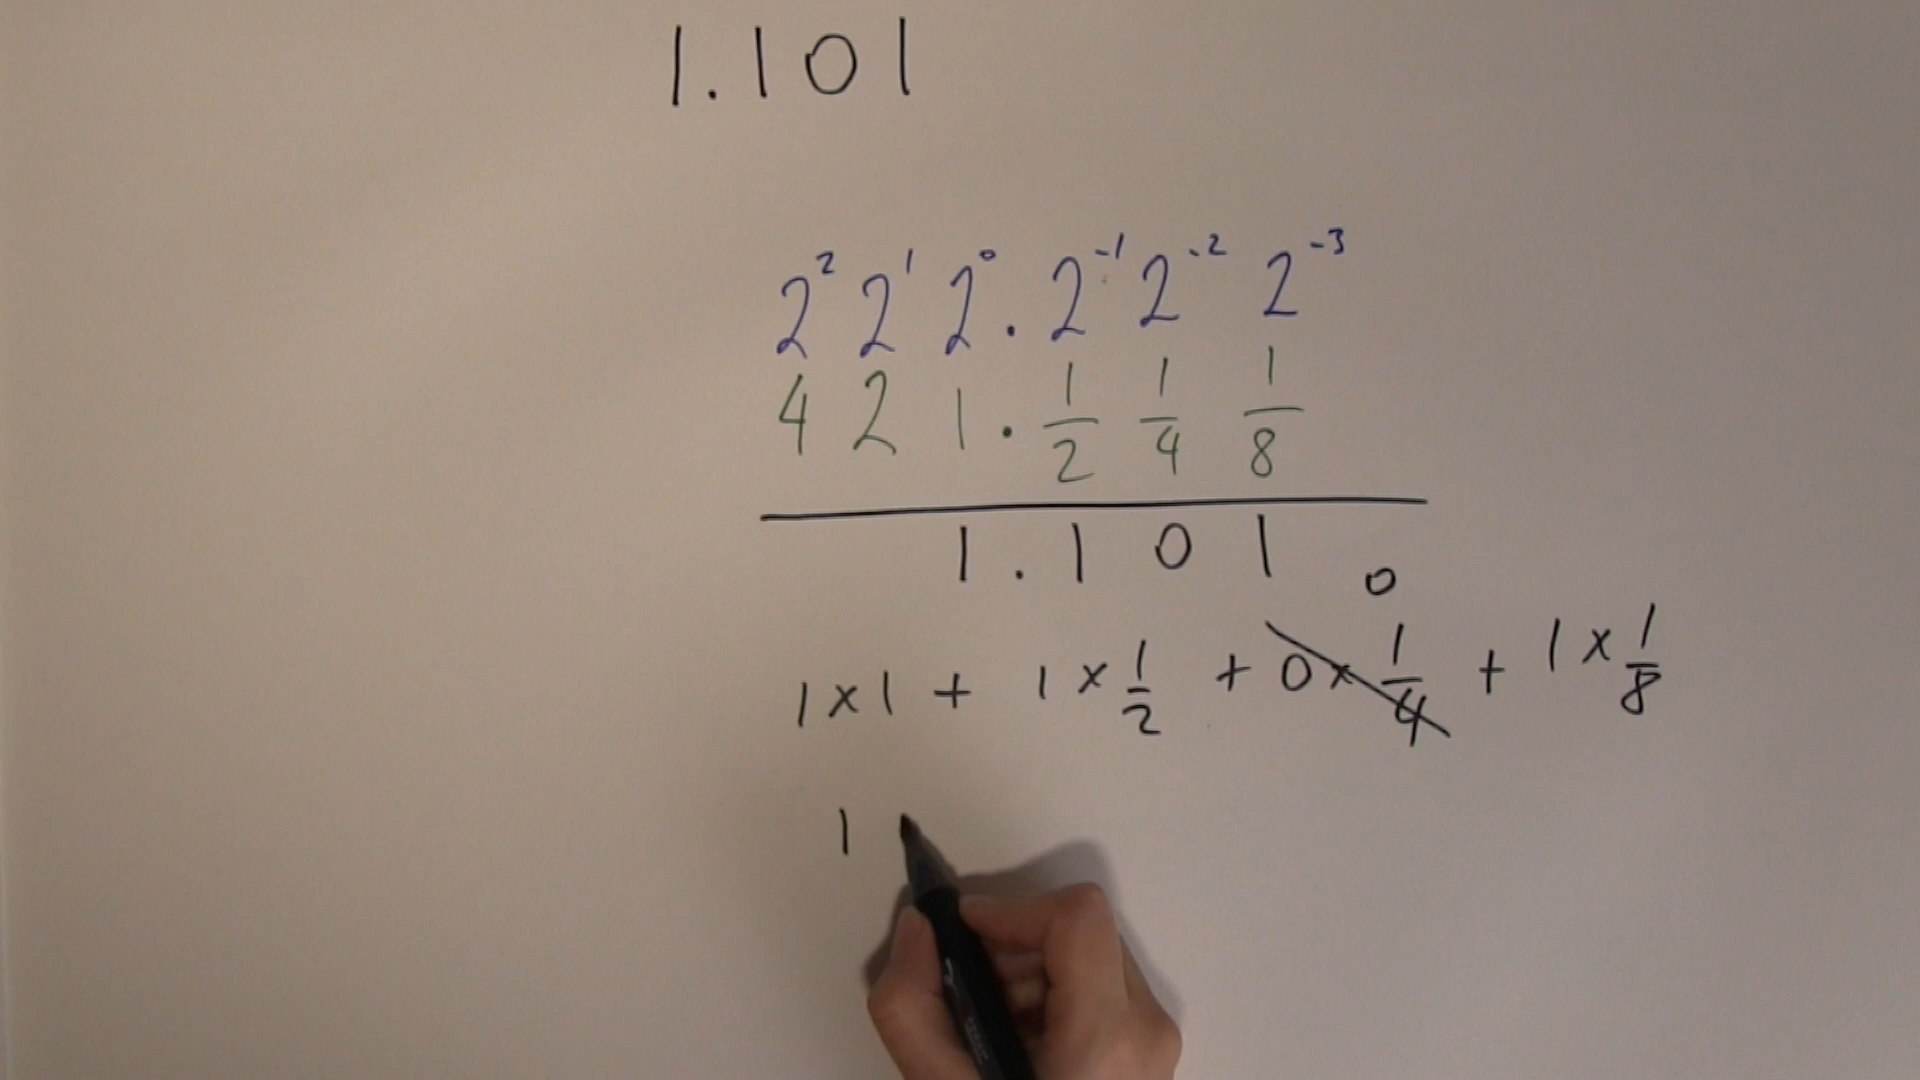 1.101
2² 2¹ 2⁰ . 2⁻¹ 2⁻² 2⁻³
4 2 1 . 1/2 1/4 1/8
1 . 1 0 1
0
1 x 1 + 1 x 1/2 + 0 x 1/4 + 1 x 1/8
1